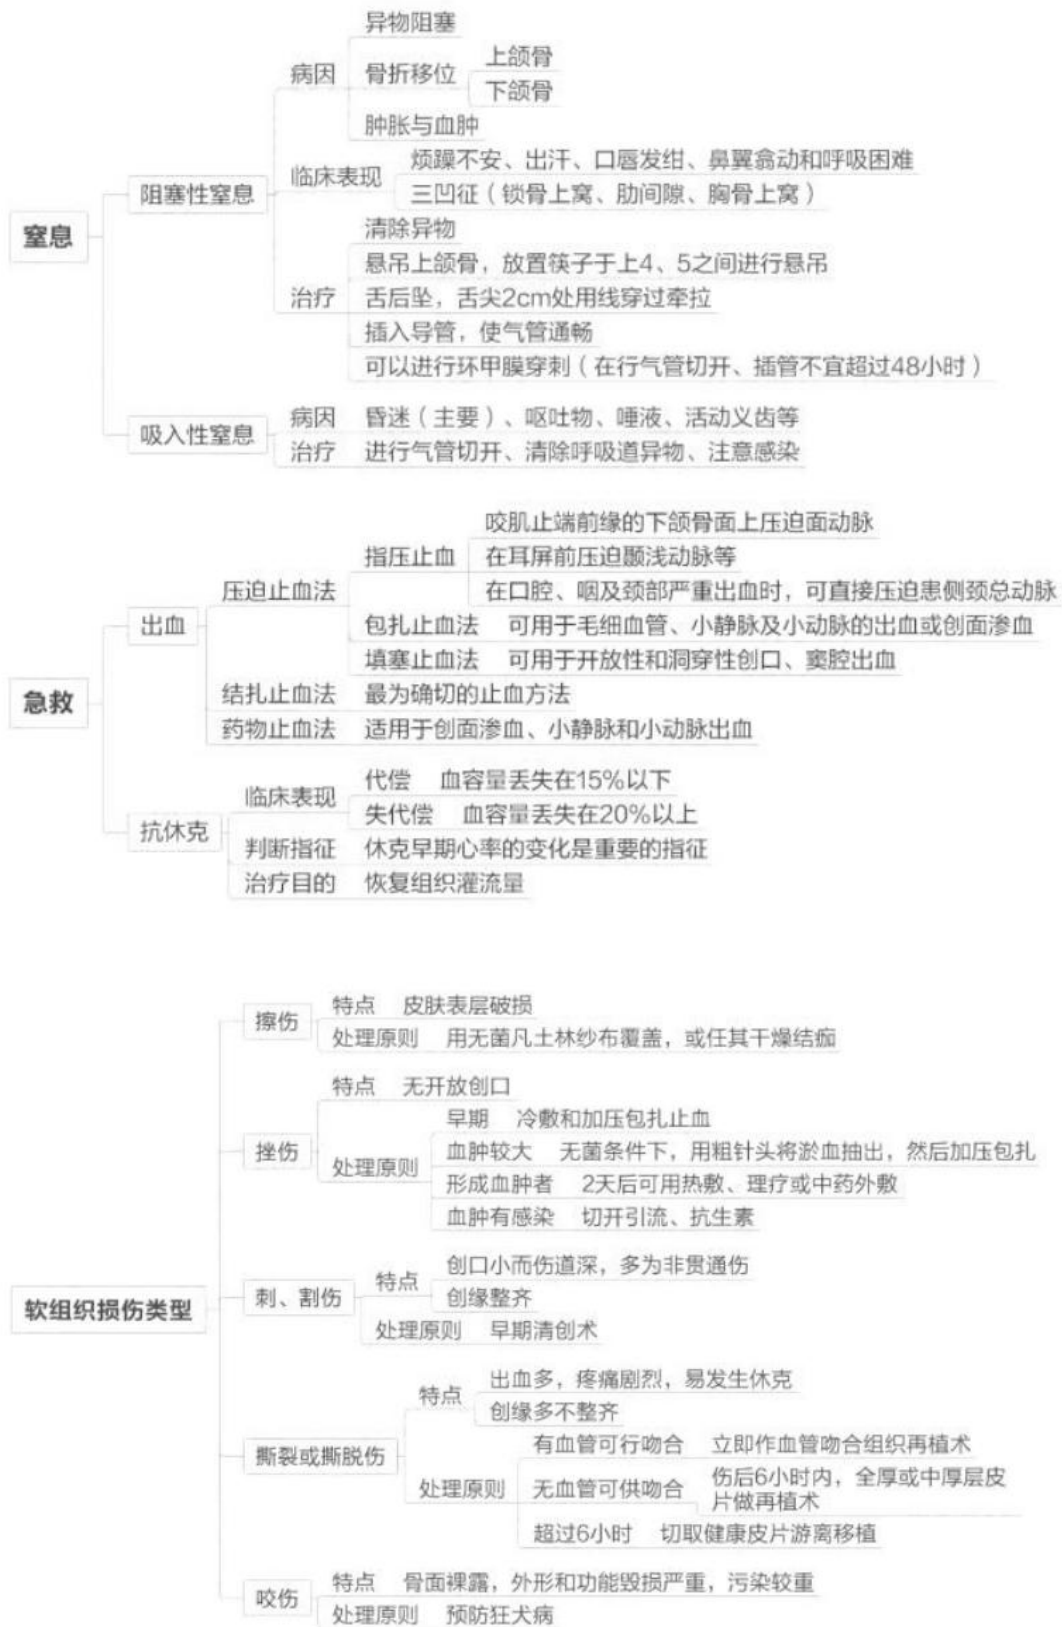 窒息
阻塞性窒息
病因
异物阻塞
骨折移位
上颌骨
下颌骨
肿胀与血肿
临床表现
烦躁不安、出汗、口唇发绀、鼻翼翕动和呼吸困难
三凹征（锁骨上窝、肋间隙、胸骨上窝）
治疗
清除异物
悬吊上颌骨，放置筷子于上4、5之间进行悬吊
舌后坠，舌尖2cm处用线穿过牵拉
插入导管，使气管通畅
可以进行环甲膜穿刺（在行气管切开、插管不宜超过48小时）
吸入性窒息
病因 昏迷（主要）、呕吐物、唾液、活动义齿等
治疗 进行气管切开、清除呼吸道异物、注意感染
急救
出血
压迫止血法
指压止血
咬肌止端前缘的下颌骨面上压迫面动脉
在耳屏前压迫颞浅动脉等
在口腔、咽及颈部严重出血时，可直接压迫患侧颈总动脉
包扎止血法 可用于毛细血管、小静脉及小动脉的出血或创面渗血
填塞止血法 可用于开放性和洞穿性创口、窦腔出血
结扎止血法 最为确切的止血方法
药物止血法 适用于创面渗血、小静脉和小动脉出血
抗休克
临床表现
代偿 血容量丢失在15%以下
失代偿 血容量丢失在20%以上
判断指征 休克早期心率的变化是重要的指征
治疗目的 恢复组织灌流量
软组织损伤类型
擦伤
特点 皮肤表层破损
处理原则 用无菌凡士林纱布覆盖，或任其干燥结痂
挫伤
特点 无开放创口
处理原则
早期 冷敷和加压包扎止血
血肿较大 无菌条件下，用粗针头将淤血抽出，然后加压包扎
形成血肿者 2天后可用热敷、理疗或中药外敷
血肿有感染 切开引流、抗生素
刺、割伤
特点
创口小而伤道深，多为非贯通伤
创缘整齐
处理原则 早期清创术
撕裂或撕脱伤
特点
出血多，疼痛剧烈，易发生休克
创缘多不整齐
处理原则
有血管可行吻合 立即作血管吻合组织再植术
无血管可供吻合
伤后6小时内，全厚或中厚层皮
片做再植术
超过6小时 切取健康皮片游离移植
咬伤
特点 骨面裸露，外形和功能毁损严重，污染较重
处理原则 预防狂犬病